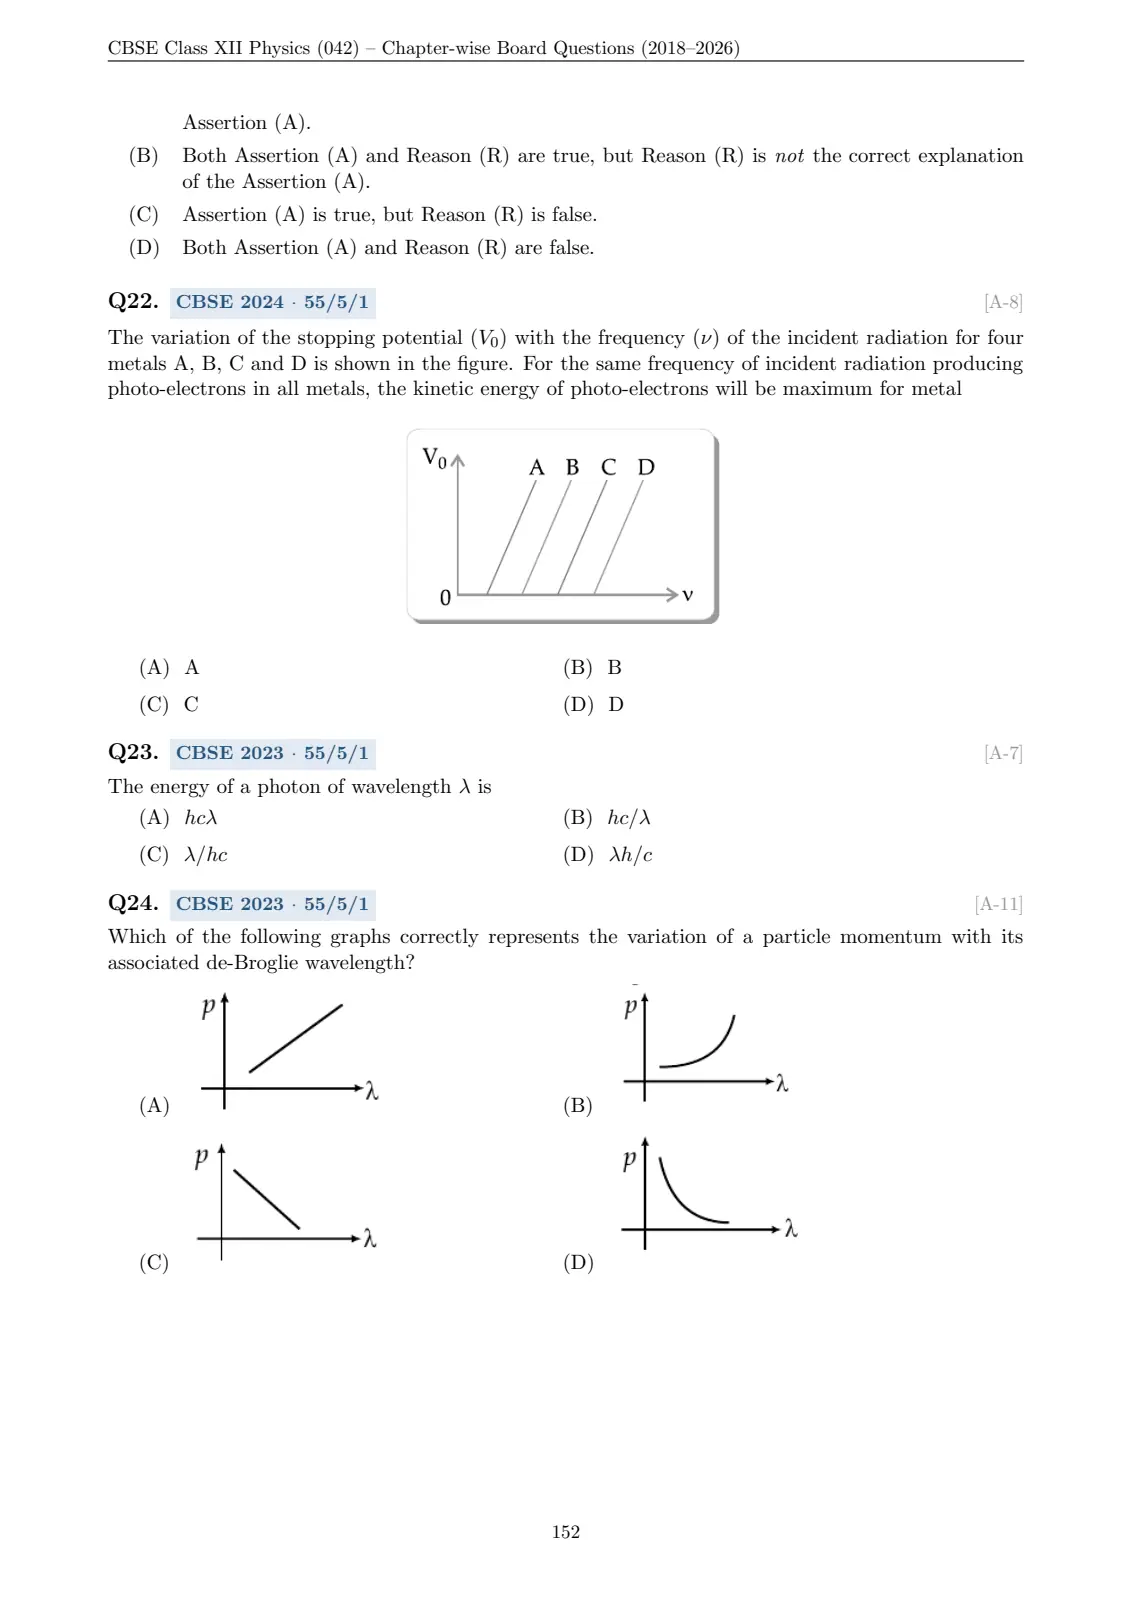 CBSE Class XII Physics (042) – Chapter-wise Board Questions (2018–2026)
Assertion (A).
(B) Both Assertion (A) and Reason (R) are true, but Reason (R) is not the correct explanation
of the Assertion (A).
(C) Assertion (A) is true, but Reason (R) is false.
(D) Both Assertion (A) and Reason (R) are false.
Q22. CBSE 2024 · 55/5/1 [A-8]
The variation of the stopping potential (V₀) with the frequency (ν) of the incident radiation for four
metals A, B, C and D is shown in the figure. For the same frequency of incident radiation producing
photo-electrons in all metals, the kinetic energy of photo-electrons will be maximum for metal
V₀ A B C D
0 ν
(A) A (B) B
(C) C (D) D
Q23. CBSE 2023 · 55/5/1 [A-7]
The energy of a photon of wavelength λ is
(A) hcλ (B) hc/λ
(C) λ/hc (D) λh/c
Q24. CBSE 2023 · 55/5/1 [A-11]
Which of the following graphs correctly represents the variation of a particle momentum with its
associated de-Broglie wavelength?
p p
λ λ
(A) (B)
p p
λ λ
(C) (D)
152